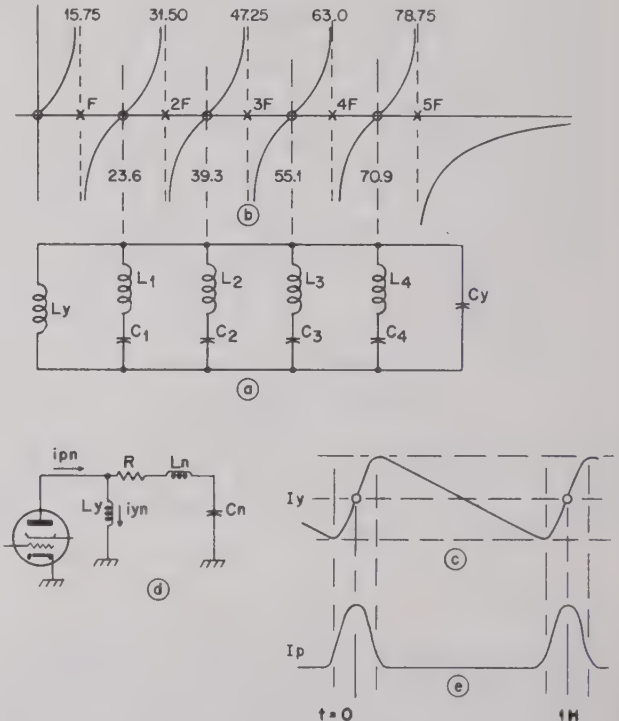 15.75 31.50 47.25 63.0 78.75
F 2F 3F 4F 5F
23.6 39.3 55.1 70.9
b
Ly L1 L2 L3 L4 Cy
C1 C2 C3 C4
a
ipn
R Ln
Ly iyn Cn
d
Iy
c
Ip
e
t=0 1H